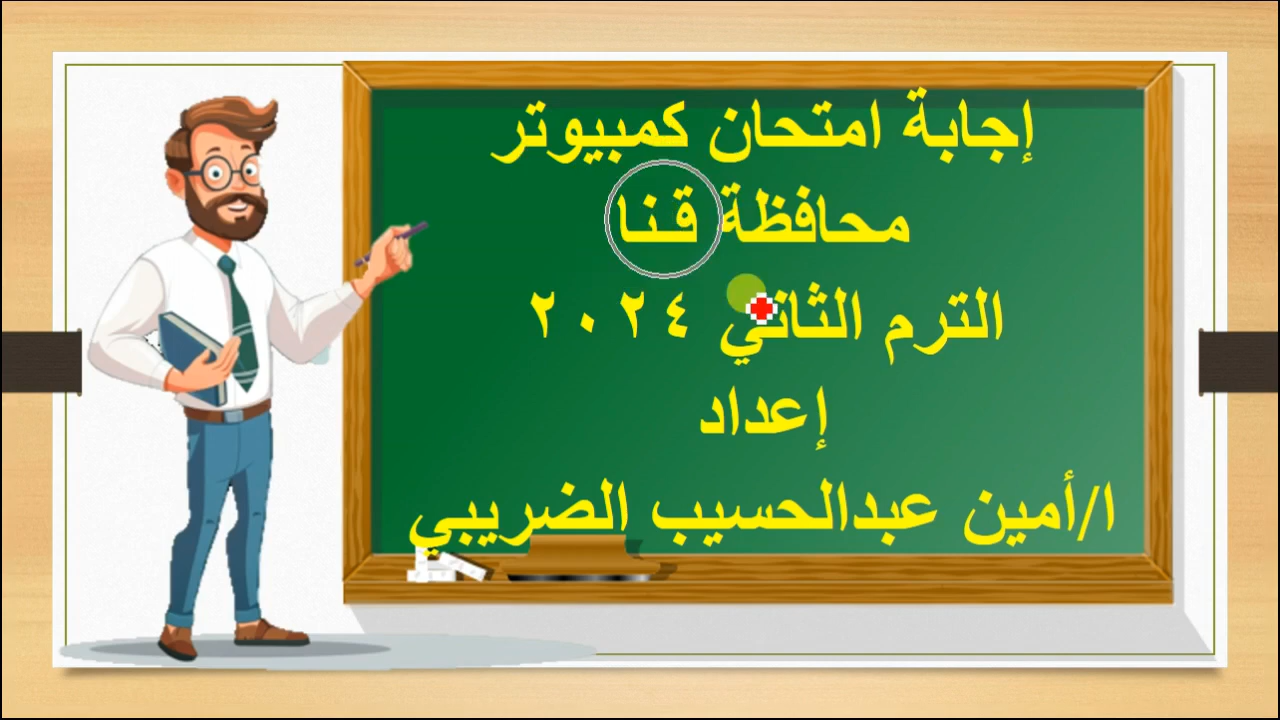 إجابة امتحان كمبيوتر
محافظة قنا
الترم الثاني ٢٠٢٤
إعداد
ا/أمين عبدالحسيب الضريبي